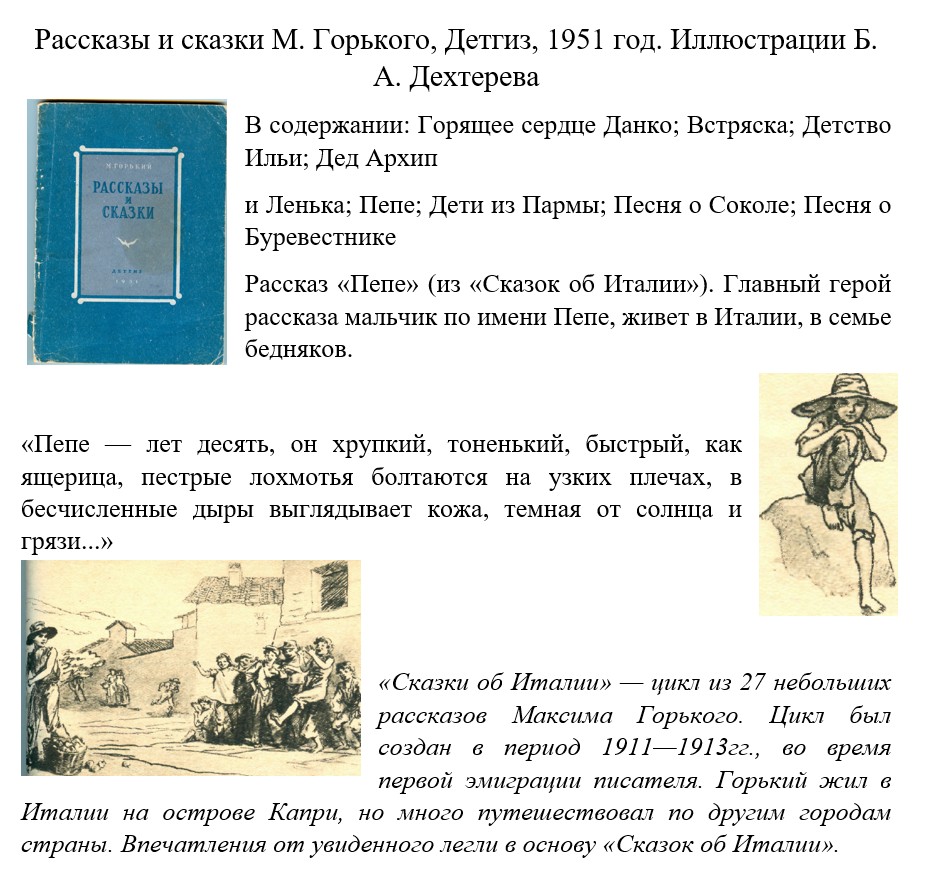 Рассказы и сказки М. Горького, Детгиз, 1951 год. Иллюстрации Б.
А. Дехтерева
М. ГОРЬКИЙ
РАССКАЗЫ
И
СКАЗКИ
ДЕТГИЗ
1951
В содержании: Горящее сердце Данко; Встряска; Детство
Ильи; Дед Архип
и Ленька; Пепе; Дети из Пармы; Песня о Соколе; Песня о
Буревестнике
Рассказ «Пепе» (из «Сказок об Италии»). Главный герой
рассказа мальчик по имени Пепе, живет в Италии, в семье
бедняков.
«Пепе — лет десять, он хрупкий, тоненький, быстрый, как
ящерица, пестрые лохмотья болтаются на узких плечах, в
бесчисленные дыры выглядывает кожа, темная от солнца и
грязи...»
«Сказки об Италии» — цикл из 27 небольших
рассказов Максима Горького. Цикл был
создан в период 1911—1913гг., во время
первой эмиграции писателя. Горький жил в
Италии на острове Капри, но много путешествовал по другим городам
страны. Впечатления от увиденного легли в основу «Сказок об Италии».